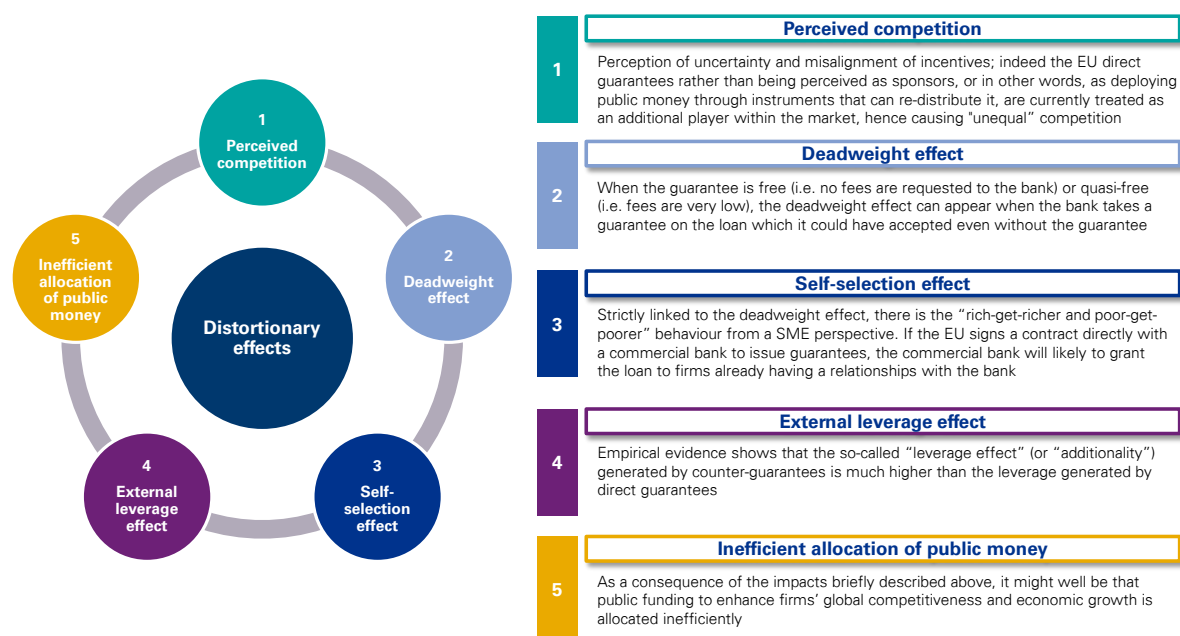 1
Perceived
competition
2
Deadweight
effect
3
Self-
selection
effect
4
External
leverage
effect
5
Inefficient
allocation
of public
money
Distortionary
effects
1
Perceived competition
Perception of uncertainty and misalignment of incentives; indeed the EU direct
guarantees rather than being perceived as sponsors, or in other words, as deploying
public money through instruments that can re-distribute it, are currently treated as
an additional player within the market, hence causing "unequal” competition
2
Deadweight effect
When the guarantee is free (i.e. no fees are requested to the bank) or quasi-free
(i.e. fees are very low), the deadweight effect can appear when the bank takes a
guarantee on the loan which it could have accepted even without the guarantee
3
Self-selection effect
Strictly linked to the deadweight effect, there is the “rich-get-richer and poor-get-
poorer” behaviour from a SME perspective. If the EU signs a contract directly with
a commercial bank to issue guarantees, the commercial bank will likely to grant
the loan to firms already having a relationships with the bank
4
External leverage effect
Empirical evidence shows that the so-called “leverage effect” (or “additionality”)
generated by counter-guarantees is much higher than the leverage generated by
direct guarantees
5
Inefficient allocation of public money
As a consequence of the impacts briefly described above, it might well be that
public funding to enhance firms’ global competitiveness and economic growth is
allocated inefficiently